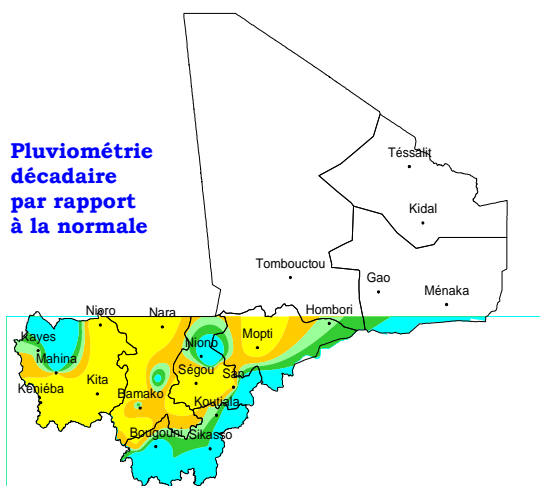 Pluviométrie
décadaire
par rapport
à la normale
Téssalit
Kidal
Tombouctou
Gao
Ménaka
Hombori
Nioro
Nara
Kayes
Niono
Mopti
Mahina
Ségou
San
Kéniéba
Kita
Bamako
Koutiala
Bougouni
Sikasso